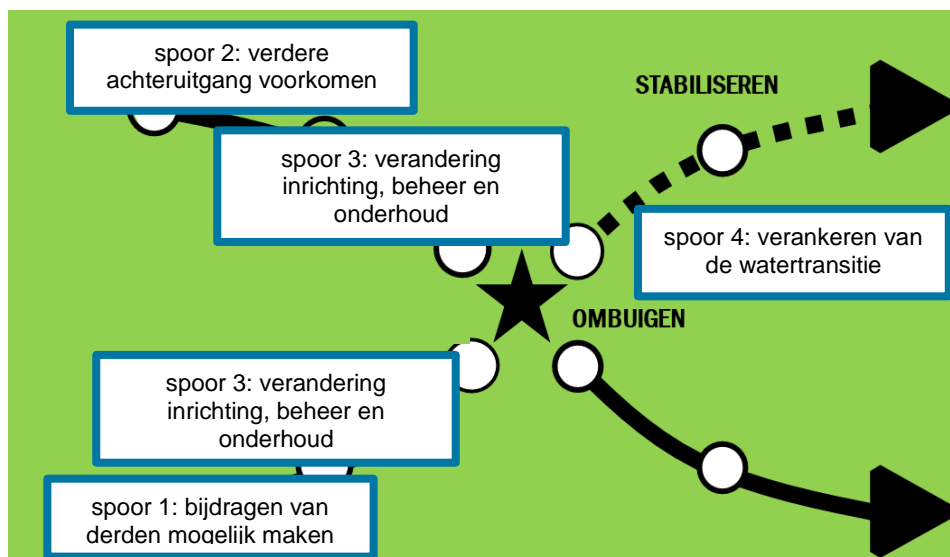 spoor 2: verdere
achteruitgang voorkomen
STABILISEREN
spoor 3: verandering
inrichting, beheer en
onderhoud
spoor 4: verankeren van
de watertransitie
OMBUIGEN
spoor 3: verandering
inrichting, beheer en
onderhoud
spoor 1: bijdragen van
derden mogelijk maken